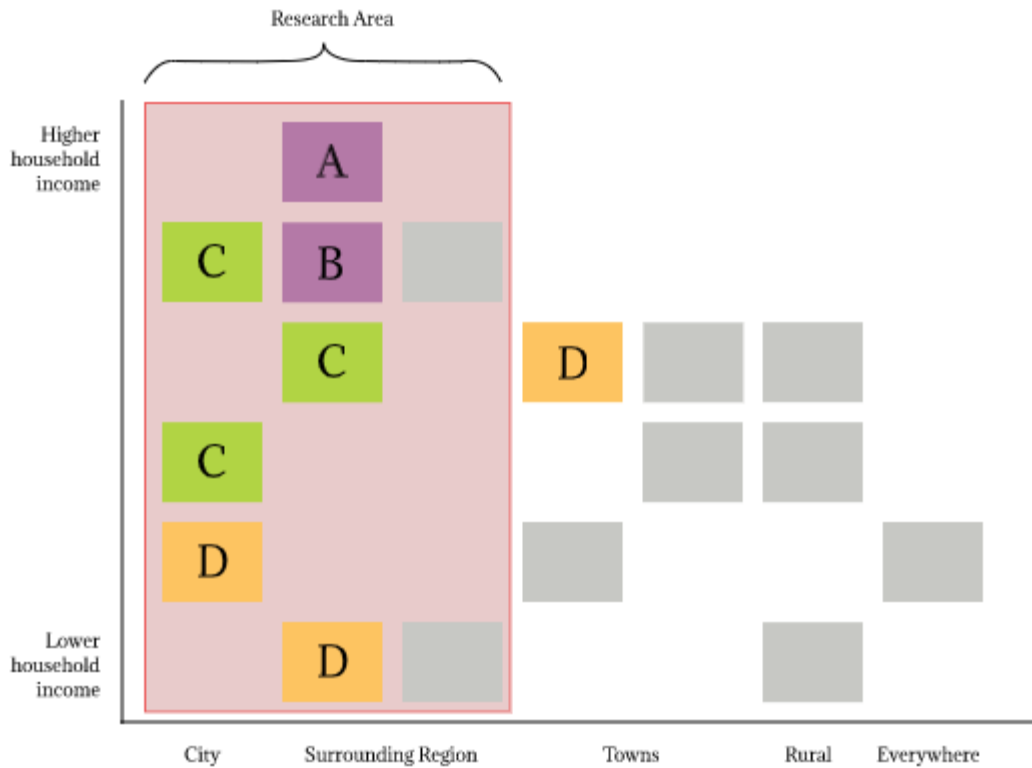 Research Area
Higher
household
income
A
C B
C D
C
D
Lower
household
income
D
City Surrounding Region Towns Rural Everywhere